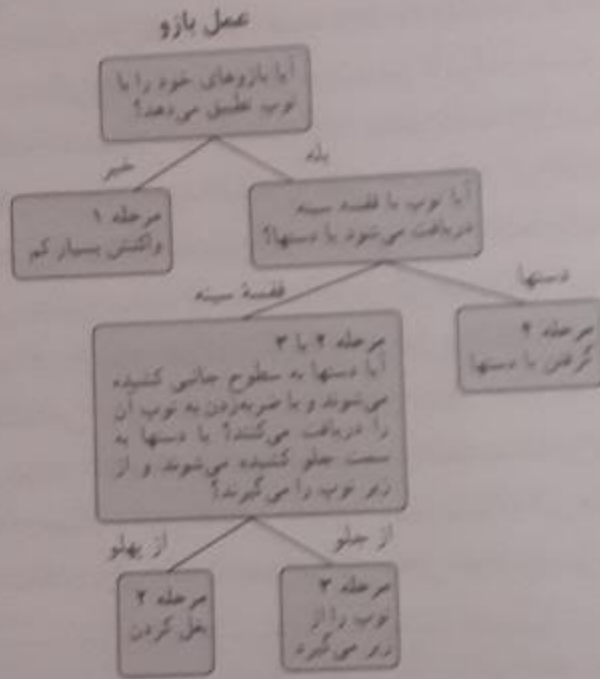 عمل بازو
آیا بازوهای خود را با
توپ تطبیق می‌دهد؟
خیر
بله
مرحله ۱
واکنش بسیار کم
آیا توپ با قفسه سینه
دریافت می‌شود یا دستها؟
قفسهٔ سینه
دستها
مرحله ۲ یا ۳
آیا دستها به سطوح جانبی کشیده
می‌شوند و با ضربه‌زدن به توپ آن
را دریافت می‌کنند؟ یا دستها به
سمت جلو کشیده می‌شوند و از
زیر توپ را می‌گیرند؟
مرحله ۴
گرفتن با دستها
از پهلو
از جلو
مرحله ۲
بغل کردن
مرحله ۳
توپ را از
زیر می‌گیرد